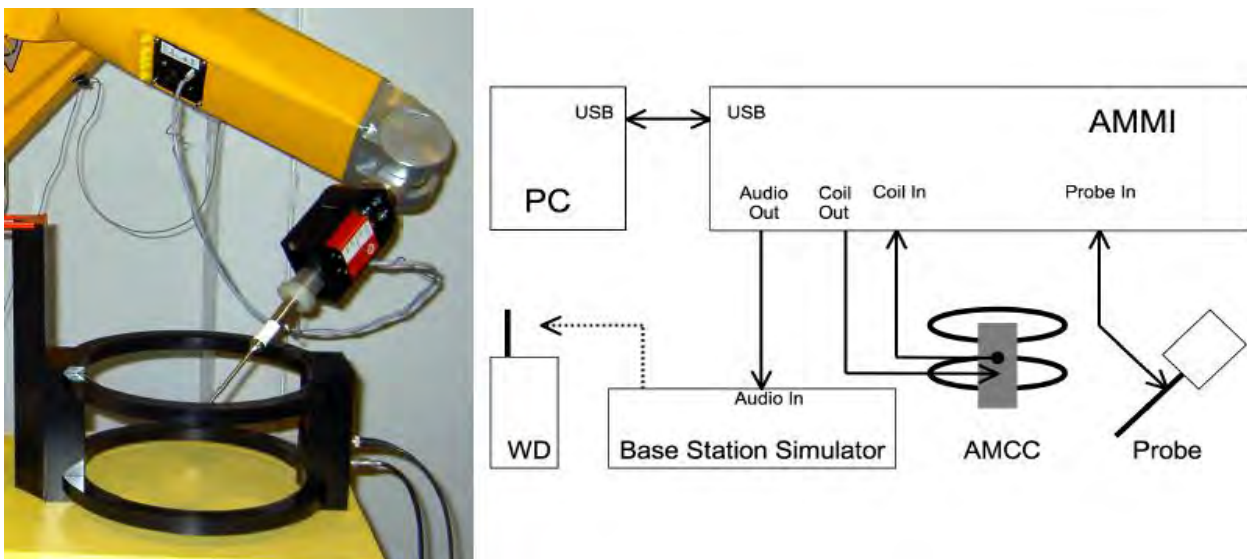 USB
USB
AMMI
PC
Audio
Out
Coil
Out
Coil In
Probe In
Audio In
WD
Base Station Simulator
AMCC
Probe